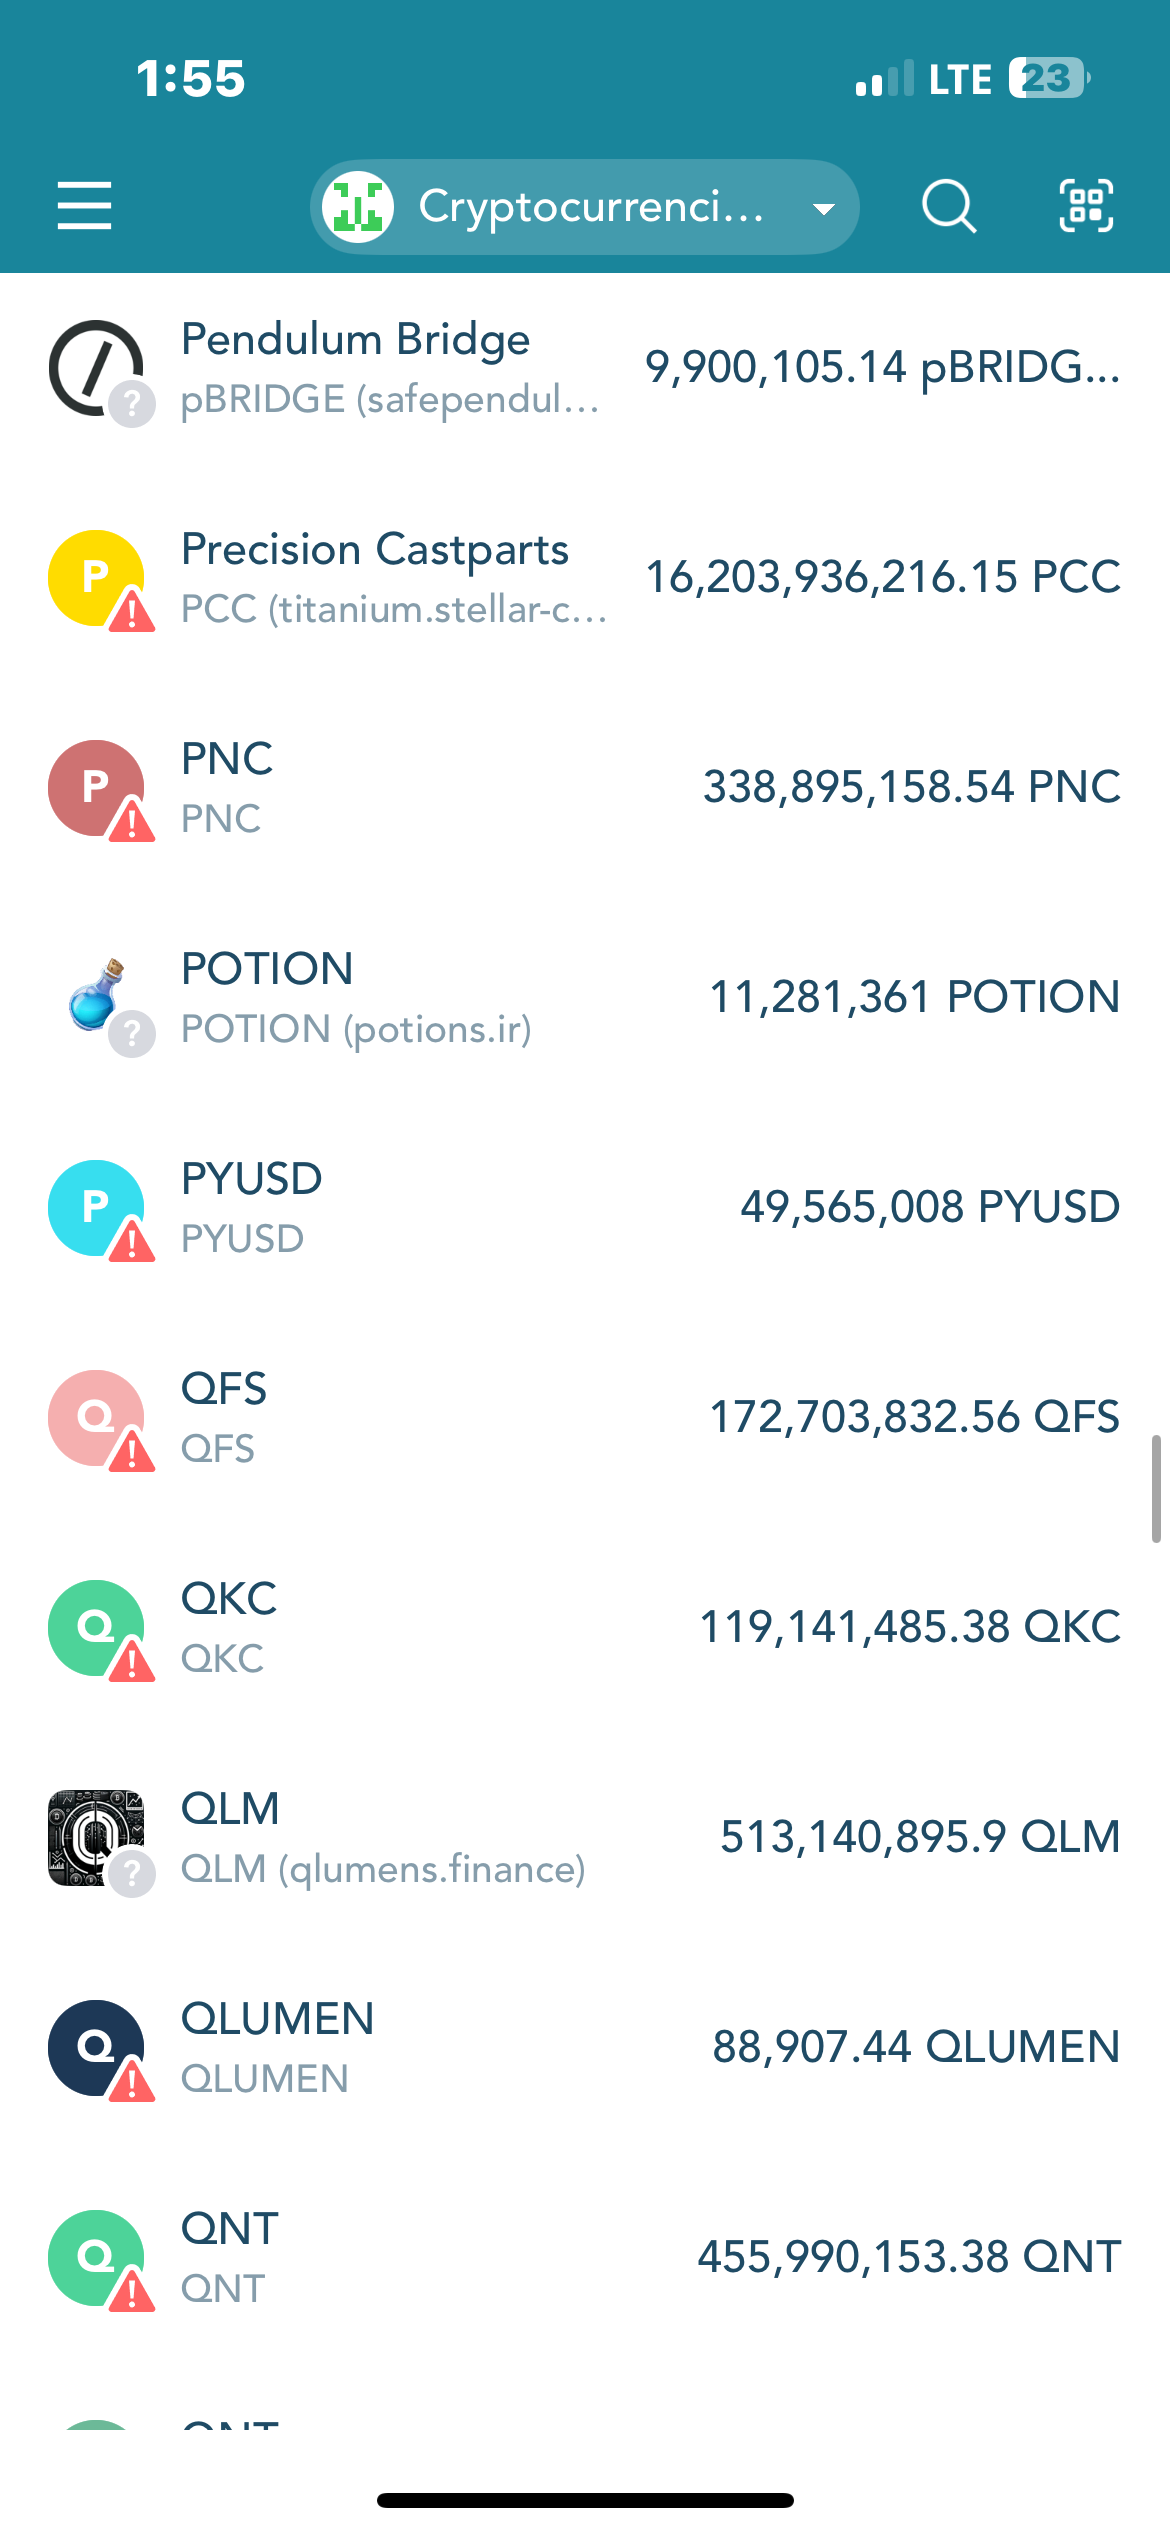 1:55
LTE 23
Cryptocurrenci...
Pendulum Bridge
pBRIDGE (safependul...
9,900,105.14 pBRIDG...
P
Precision Castparts
PCC (titanium.stellar-c...
16,203,936,216.15 PCC
P
PNC
PNC
338,895,158.54 PNC
POTION
POTION (potions.ir)
11,281,361 POTION
P
PYUSD
PYUSD
49,565,008 PYUSD
Q
QFS
QFS
172,703,832.56 QFS
Q
QKC
QKC
119,141,485.38 QKC
QLM
QLM (qlumens.finance)
513,140,895.9 QLM
Q
QLUMEN
QLUMEN
88,907.44 QLUMEN
Q
QNT
QNT
455,990,153.38 QNT